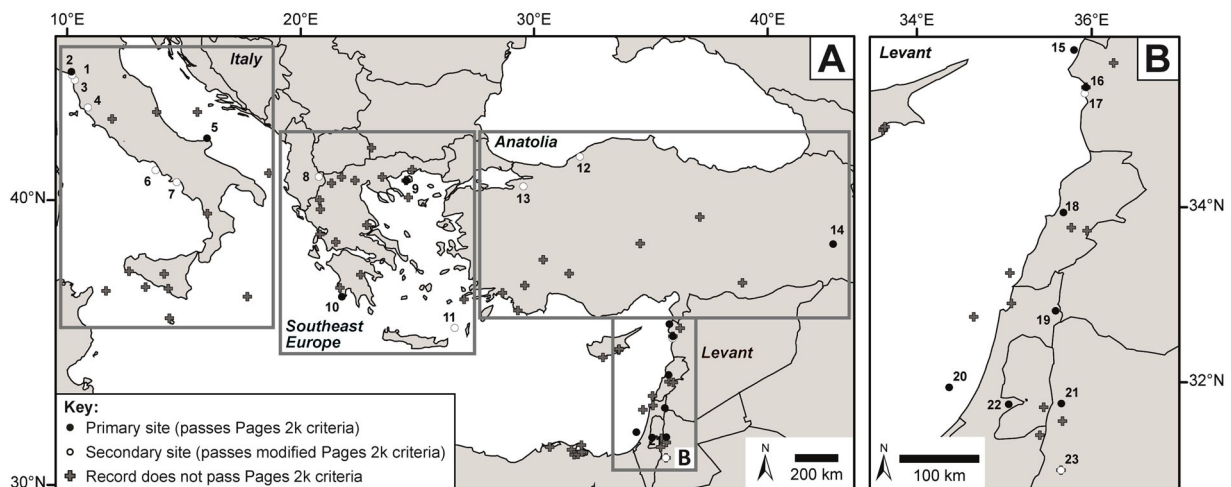 10°E
20°E
30°E
40°E
34°E
36°E
Italy
A
Levant
B
2
1
3
4
5
6
7
Anatolia
8
9
12
13
14
15
16
17
18
19
20
21
22
23
40°N
34°N
32°N
30°N
10
11
Southeast
Europe
Levant
B
Key:
Primary site (passes Pages 2k criteria)
Secondary site (passes modified Pages 2k criteria)
Record does not pass Pages 2k criteria
N
200 km
N
100 km